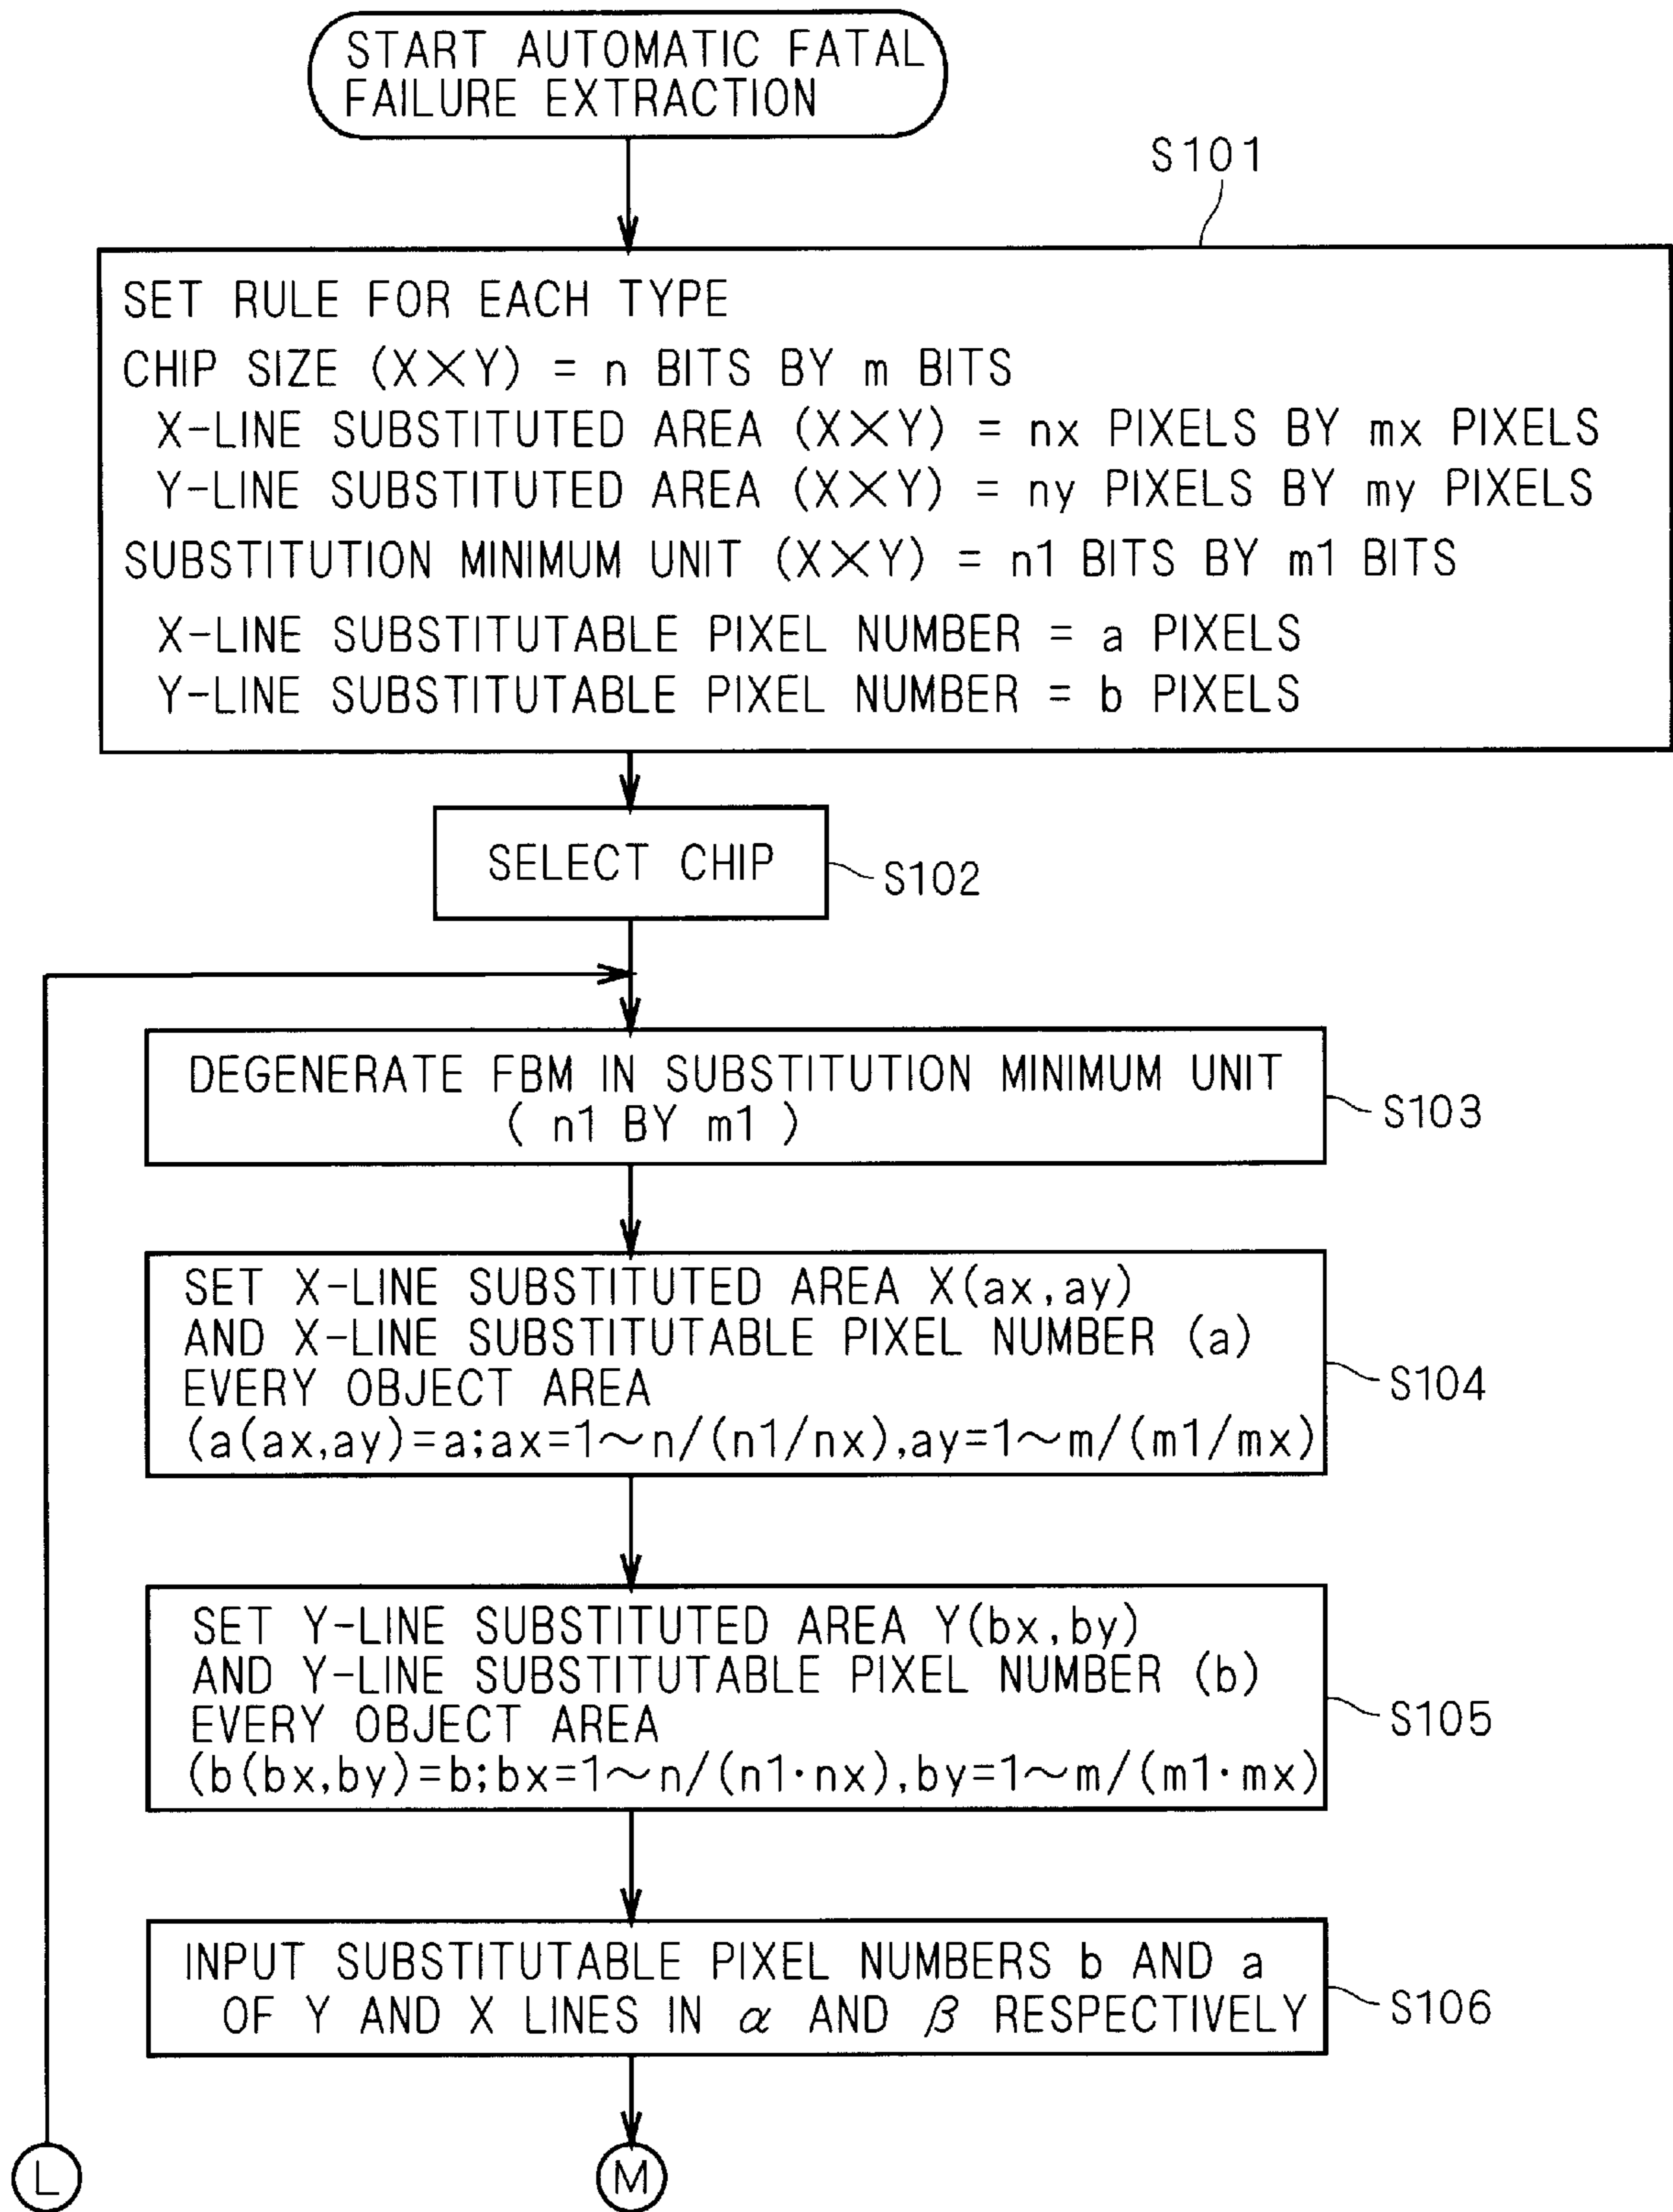 START AUTOMATIC FATAL
FAILURE EXTRACTION
S101
SET RULE FOR EACH TYPE
CHIP SIZE (X×Y) = n BITS BY m BITS
X-LINE SUBSTITUTED AREA (X×Y) = nx PIXELS BY mx PIXELS
Y-LINE SUBSTITUTED AREA (X×Y) = ny PIXELS BY my PIXELS
SUBSTITUTION MINIMUM UNIT (X×Y) = n1 BITS BY m1 BITS
X-LINE SUBSTITUTABLE PIXEL NUMBER = a PIXELS
Y-LINE SUBSTITUTABLE PIXEL NUMBER = b PIXELS
SELECT CHIP
S102
DEGENERATE FBM IN SUBSTITUTION MINIMUM UNIT
( n1 BY m1 )
S103
SET X-LINE SUBSTITUTED AREA X(ax,ay)
AND X-LINE SUBSTITUTABLE PIXEL NUMBER (a)
EVERY OBJECT AREA
(a(ax,ay)=a;ax=1~n/(n1/nx),ay=1~m/(m1/mx)
S104
SET Y-LINE SUBSTITUTED AREA Y(bx,by)
AND Y-LINE SUBSTITUTABLE PIXEL NUMBER (b)
EVERY OBJECT AREA
(b(bx,by)=b;bx=1~n/(n1·nx),by=1~m/(m1·mx)
S105
INPUT SUBSTITUTABLE PIXEL NUMBERS b AND a
OF Y AND X LINES IN α AND β RESPECTIVELY
S106
L
M